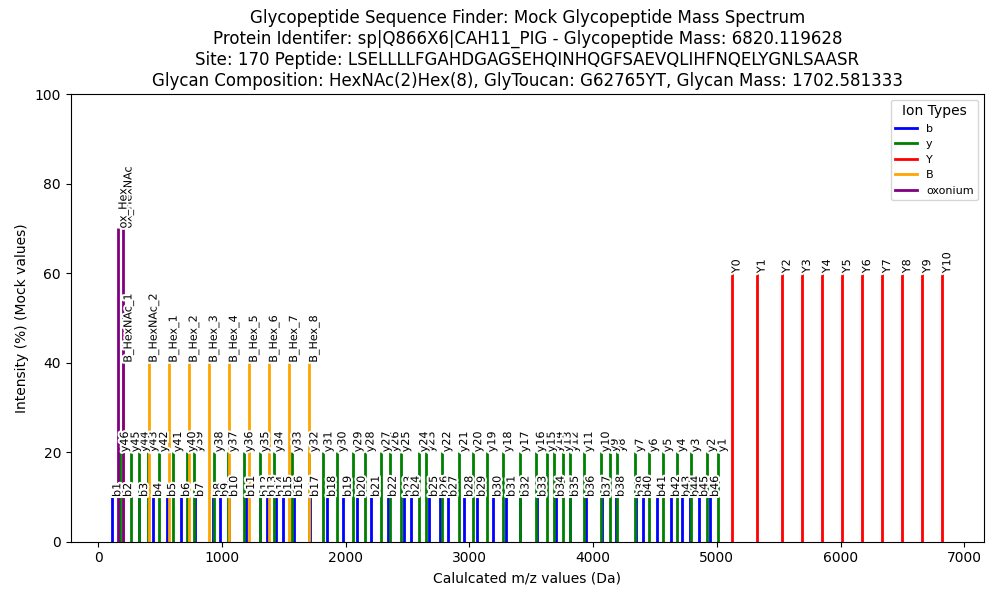 Glycopeptide Sequence Finder: Mock Glycopeptide Mass Spectrum
Protein Identifer: sp|Q866X6|CAH11_PIG - Glycopeptide Mass: 6820.119628
Site: 170 Peptide: LSELLLLFGAHDGAGSEHQINHQGFSAEVQLIHFNQELYGNLSAASR
Glycan Composition: HexNAc(2)Hex(8), GlyToucan: G62765YT, Glycan Mass: 1702.581333
Intensity (%) (Mock values)
100
80
60
40
20
0
Ion Types
b
y
Y
B
oxonium
ox_Hex
ox_HexNAc
Y0
Y1
Y2
Y3
Y4
Y5
Y6
Y7
Y8
Y9
Y10
B_HexNAc_1
B_HexNAc_2
B_Hex_1
B_Hex_2
B_Hex_3
B_Hex_4
B_Hex_5
B_Hex_6
B_Hex_7
B_Hex_8
y46
y45
y44
y43
y42
y41
y40
y39
y38
y37
y36
y35
y34
y33
y32
y31
y30
y29
y28
y27
y26
y25
y24
y23
y22
y21
y20
y19
y18
y17
y16
y15
y12
y11
y10
y9
y8
y7
y6
y5
y4
y3
y2
y1
b1
b2
b3
b4
b5
b6
b7
b8
b9
b10
b11
b13
b15
b16
b17
b18
b19
b20
b21
b22
b23
b24
b25
b26
b27
b28
b29
b30
b31
b32
b33
b34
b35
b36
b37
b38
b39
b40
b41
b42
b43
b44
b45
b46
0
1000
2000
3000
4000
5000
6000
7000
Calulcated m/z values (Da)